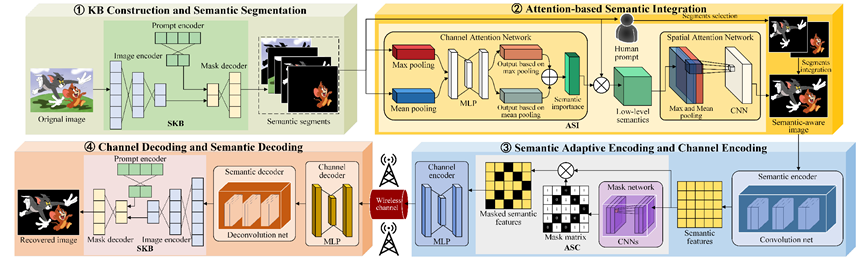 ① KB Construction and Semantic Segmentation
Prompt encoder
Image encoder
Mask decoder
Orignal image
SKB
Semantic segments
② Attention-based Semantic Integration
Segments selection
Channel Attention Network
Human
prompt
Spatial Attention Network
Max pooling
Output based on
max pooling
Mean pooling
MLP
Output based on
mean pooling
Semantic
importance
ASI
Low-level
semantics
Max and Mean
pooling
CNN
Segments
integration
Semantic-aware
image
④ Channel Decoding and Semantic Decoding
Prompt encoder
Semantic decoder
Channel
decoder
Recovered image
Mask decoder
Image encoder
SKB
Deconvolution net
MLP
Wireless
channel
③ Semantic Adaptive Encoding and Channel Encoding
Channel
encoder
MLP
Masked semantic
features
Mask matrix
Mask network
CNNs
ASC
Semantic
features
Semantic encoder
Convolution net